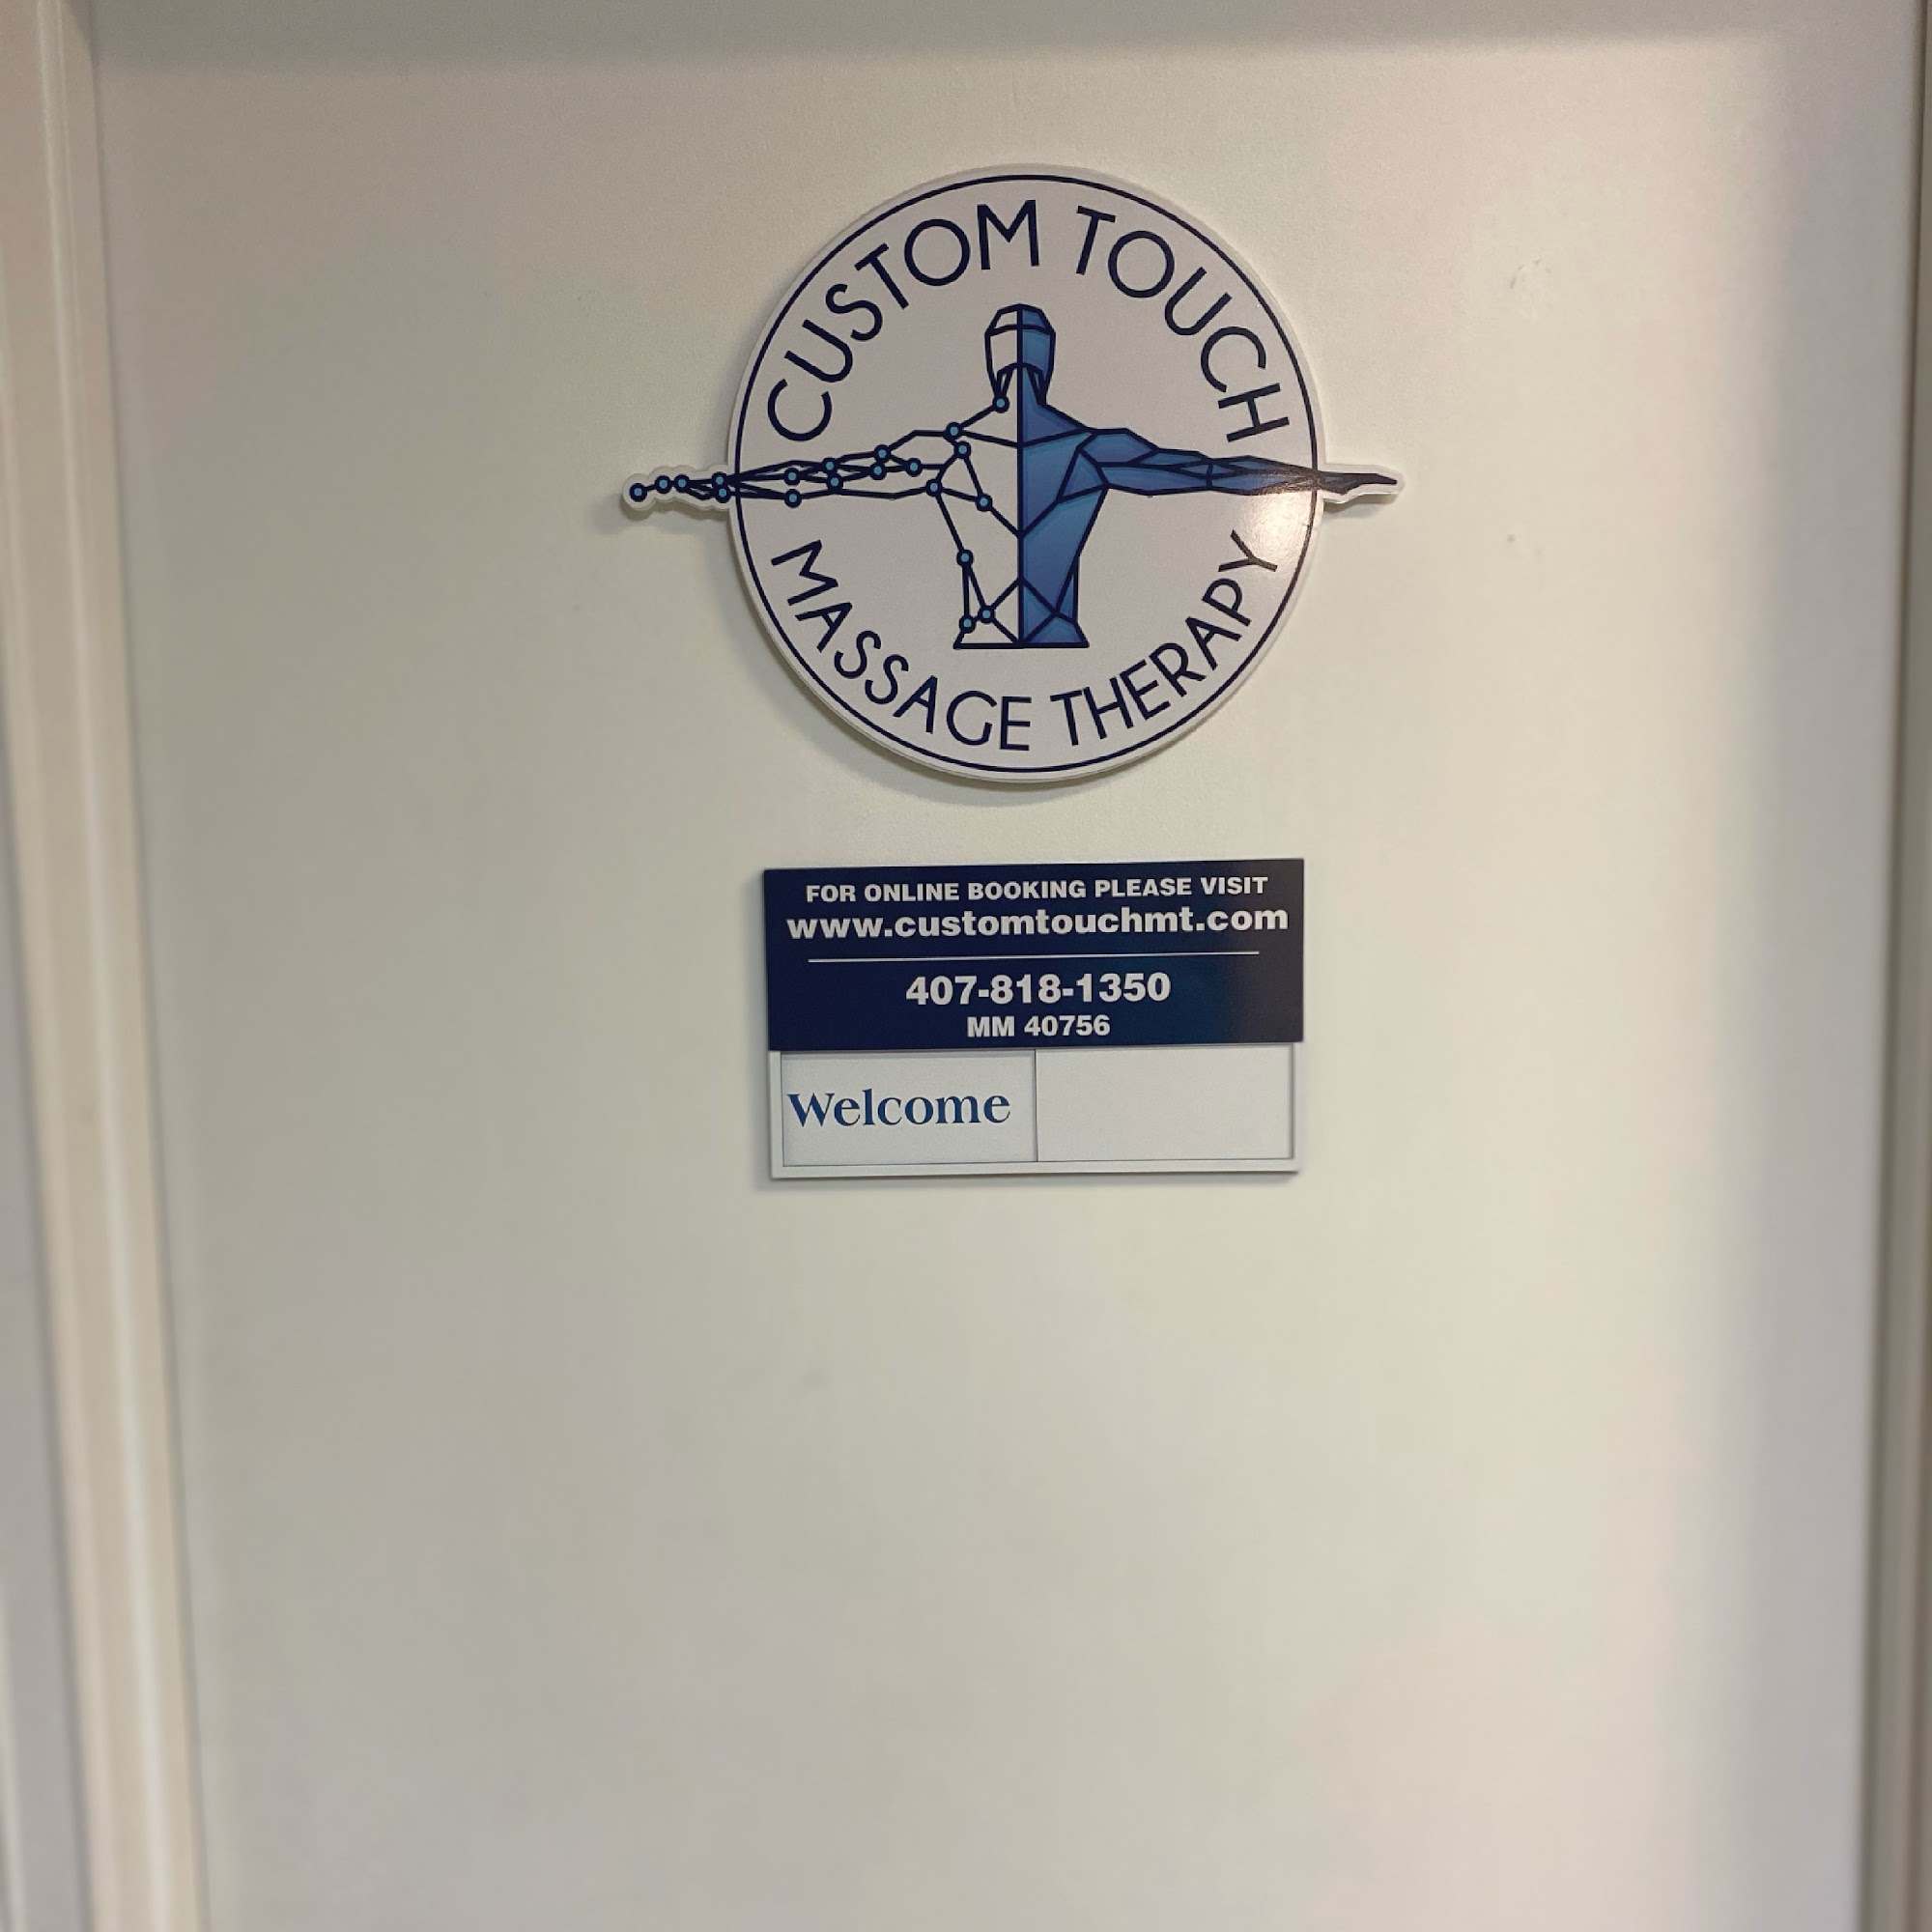 CUSTOM TOUCH
MASSAGE THERAPY
FOR ONLINE BOOKING PLEASE VISIT
www.customtouchmt.com
407-818-1350
MM 40756
Welcome